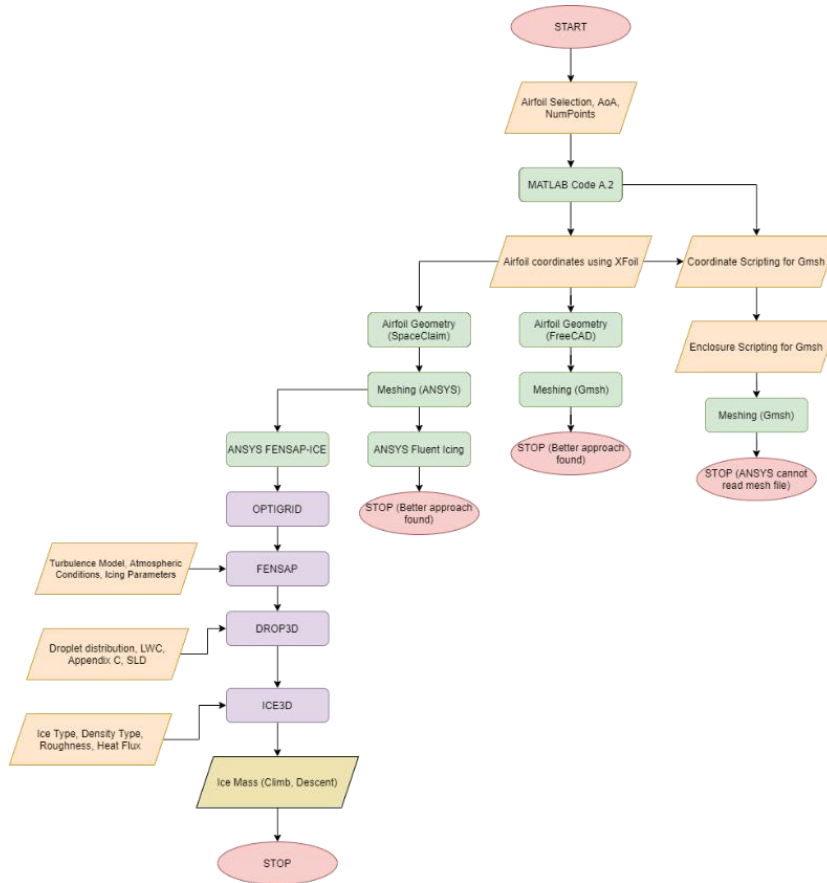 START
Airfoil Selection, AoA,
NumPoints
MATLAB Code A.2
Airfoil coordinates using XFoil
Coordinate Scripting for Gmsh
Airfoil Geometry
(SpaceClaim)
Airfoil Geometry
(FreeCAD)
Enclosure Scripting for Gmsh
Meshing (ANSYS)
Meshing (Gmsh)
Meshing (Gmsh)
ANSYS FENSAP-ICE
ANSYS Fluent Icing
STOP (Better approach
found)
STOP (ANSYS cannot
read mesh file)
OPTIGRID
STOP (Better approach
found)
Turbulence Model, Atmospheric
Conditions, Icing Parameters
FENSAP
Droplet distribution, LWC,
Appendix C, SLD
DROP3D
Ice Type, Density Type,
Roughness, Heat Flux
ICE3D
Ice Mass (Climb, Descent)
STOP